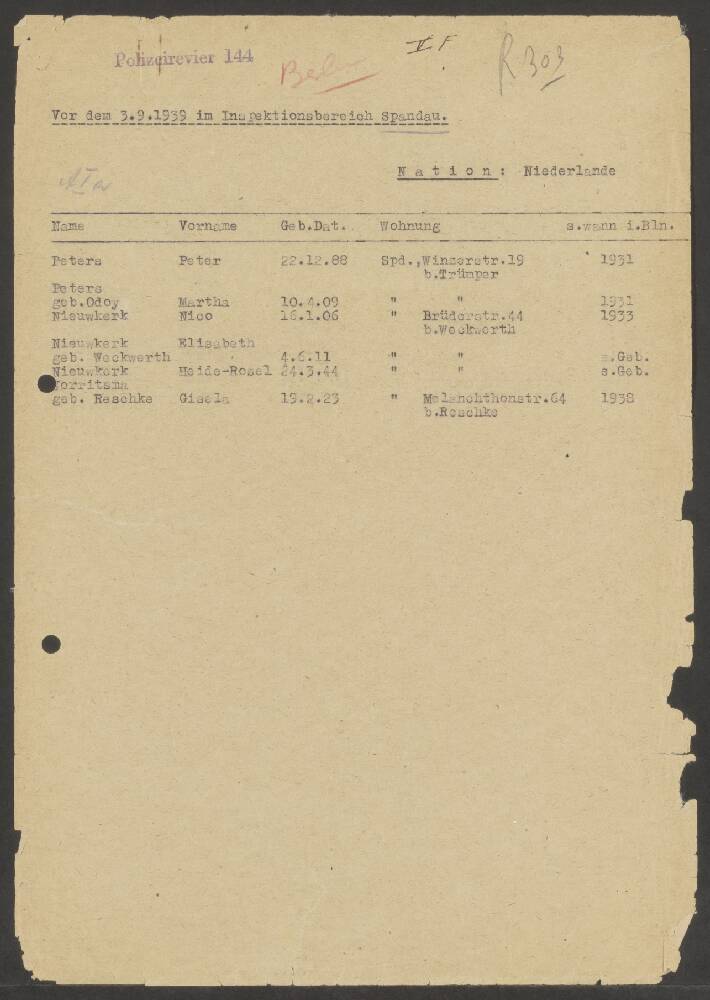 Polizeirevier 144
Berlin
II F
R 303
Vor dem 3.9.1939 im Inspektionsbereich Spandau.
N a t i o n : Niederlande
Name Vorname Geb.Dat. Wohnung s.wann i.Bln.
Peters Peter 22.12.88 Spd.,Winzerstr.19 1931
b.Trümper
Peters
geb.Odoy Martha 10.4.09 " " 1931
Nieuwkerk Nico 16.1.06 " Brüderstr.44 1933
b.Weckwerth
Nieuwkerk Elisabeth
geb. Weckwerth 4.6.11 " " s.Geb.
Nieuwkerk Heide-Rosel 24.3.44 " " s.Geb.
Jorritsma
geb. Reschke Gisela 19.2.23 " Melanchthonstr.64 1938
b.Reschke